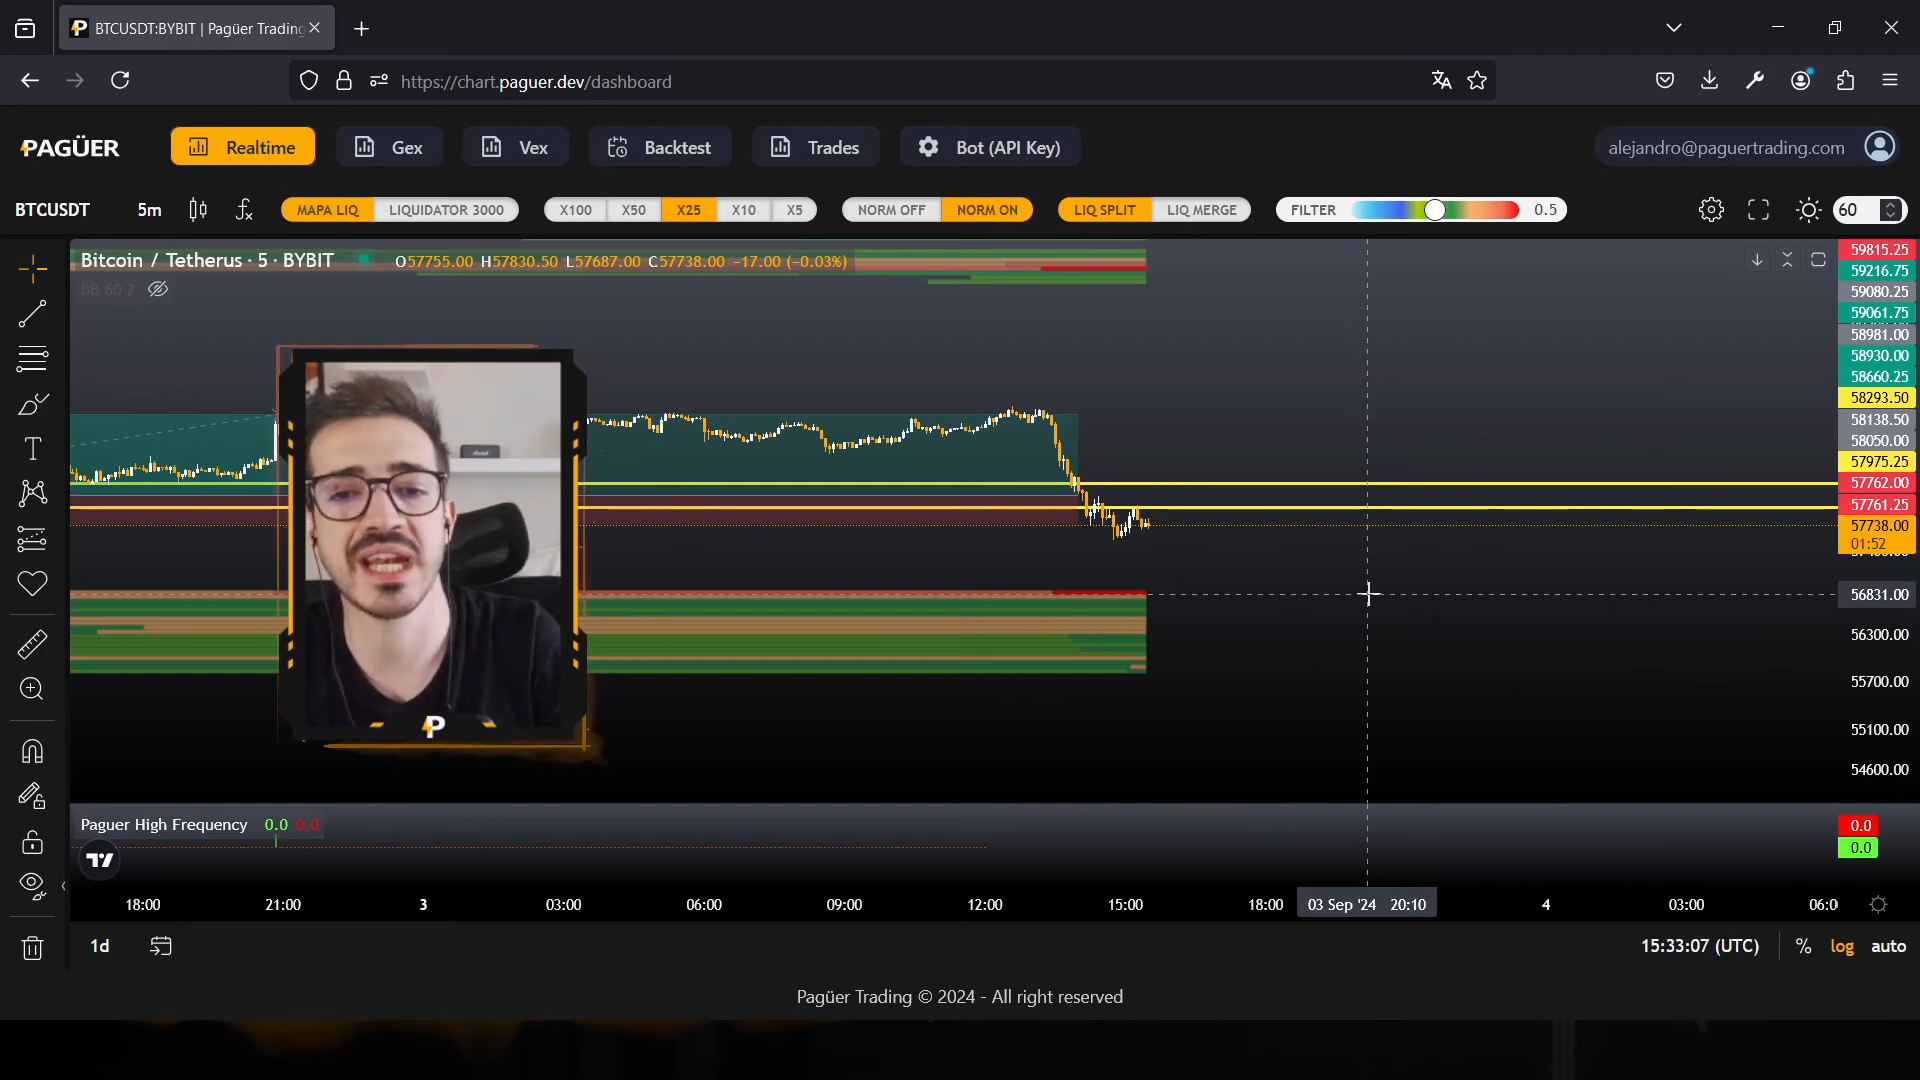 BTCUSDT:BYBIT | Pagüer Trading
https://chart.paguer.dev/dashboard
PAGÜER
Realtime
Gex
Vex
Backtest
Trades
Bot (API Key)
alejandro@paguertrading.com
BTCUSDT
5m
MAPA LIQ
LIQUIDATOR 3000
X100
X50
X25
X10
X5
NORM OFF
NORM ON
LIQ SPLIT
LIQ MERGE
FILTER
0.5
60
Bitcoin / Tetherus · 5 · BYBIT
O57755.00 H57830.50 L57687.00 C57738.00 −17.00 (−0.03%)
BB 60 2
59815.25
59216.75
59080.25
59061.75
58981.00
58930.00
58660.25
58293.50
58138.50
58050.00
57975.25
57762.00
57761.25
57738.00
01:52
56831.00
56300.00
55700.00
55100.00
54600.00
P
Paguer High Frequency 0.0 0.0
0.0
0.0
18:00
21:00
3
03:00
06:00
09:00
12:00
15:00
18:00
03 Sep '24 20:10
4
03:00
06:0
1d
15:33:07 (UTC)
%
log
auto
Pagüer Trading © 2024 - All right reserved